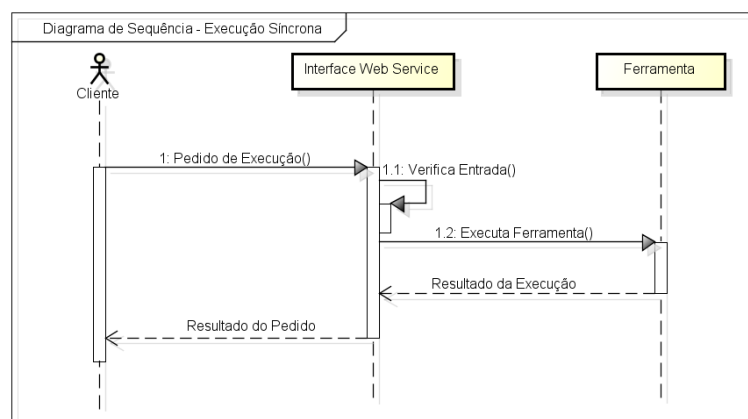 Diagrama de Sequência - Execução Síncrona
Cliente
Interface Web Service
Ferramenta
1: Pedido de Execução()
1.1: Verifica Entrada()
1.2: Executa Ferramenta()
Resultado da Execução
Resultado do Pedido